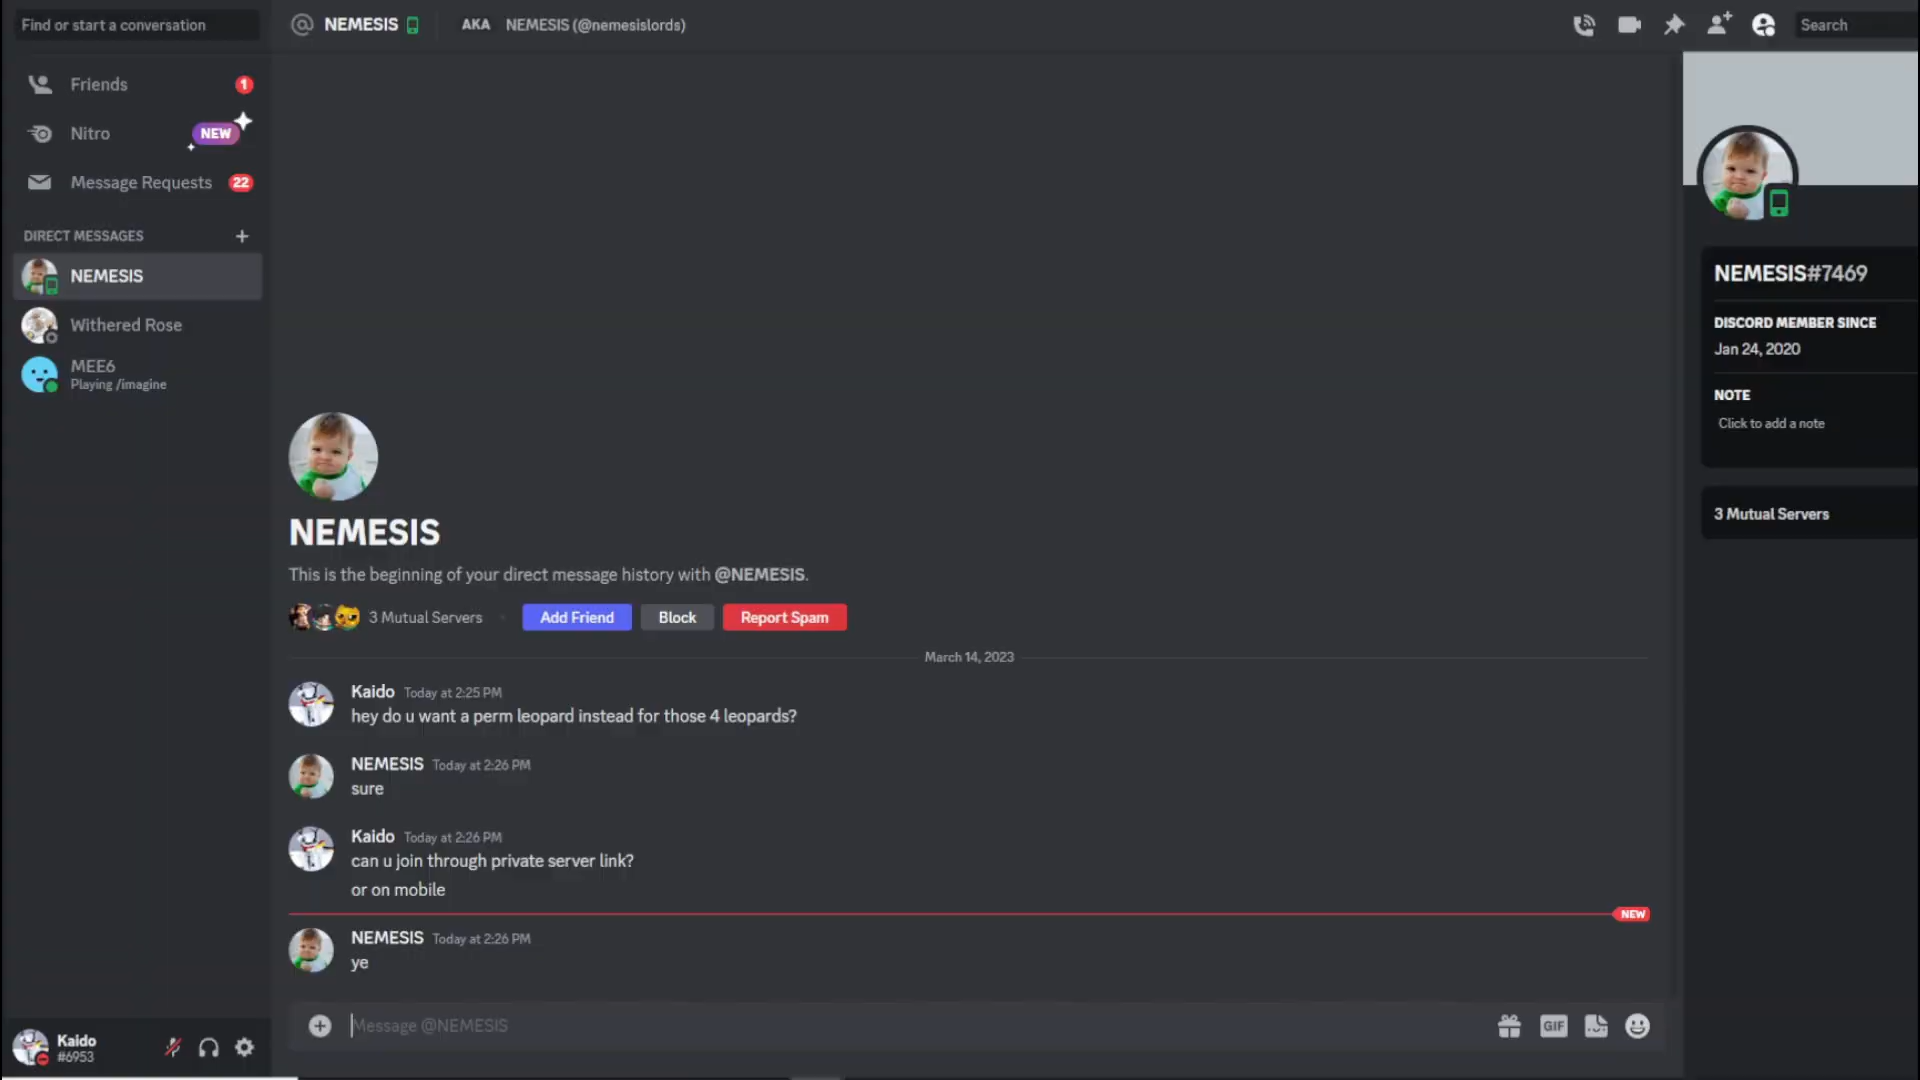 Find or start a conversation
NEMESIS AKA NEMESIS (@nemesislords)
Search
Friends 1
Nitro NEW
Message Requests 22
DIRECT MESSAGES
NEMESIS
Withered Rose
MEE6
Playing /imagine
NEMESIS
This is the beginning of your direct message history with @NEMESIS.
3 Mutual Servers Add Friend Block Report Spam
March 14, 2023
Kaido Today at 2:25 PM
hey do u want a perm leopard instead for those 4 leopards?
NEMESIS Today at 2:26 PM
sure
Kaido Today at 2:26 PM
can u join through private server link?
or on mobile
NEW
NEMESIS Today at 2:26 PM
ye
Message @NEMESIS
GIF
Kaido
#6953
NEMESIS#7469
DISCORD MEMBER SINCE
Jan 24, 2020
NOTE
Click to add a note
3 Mutual Servers